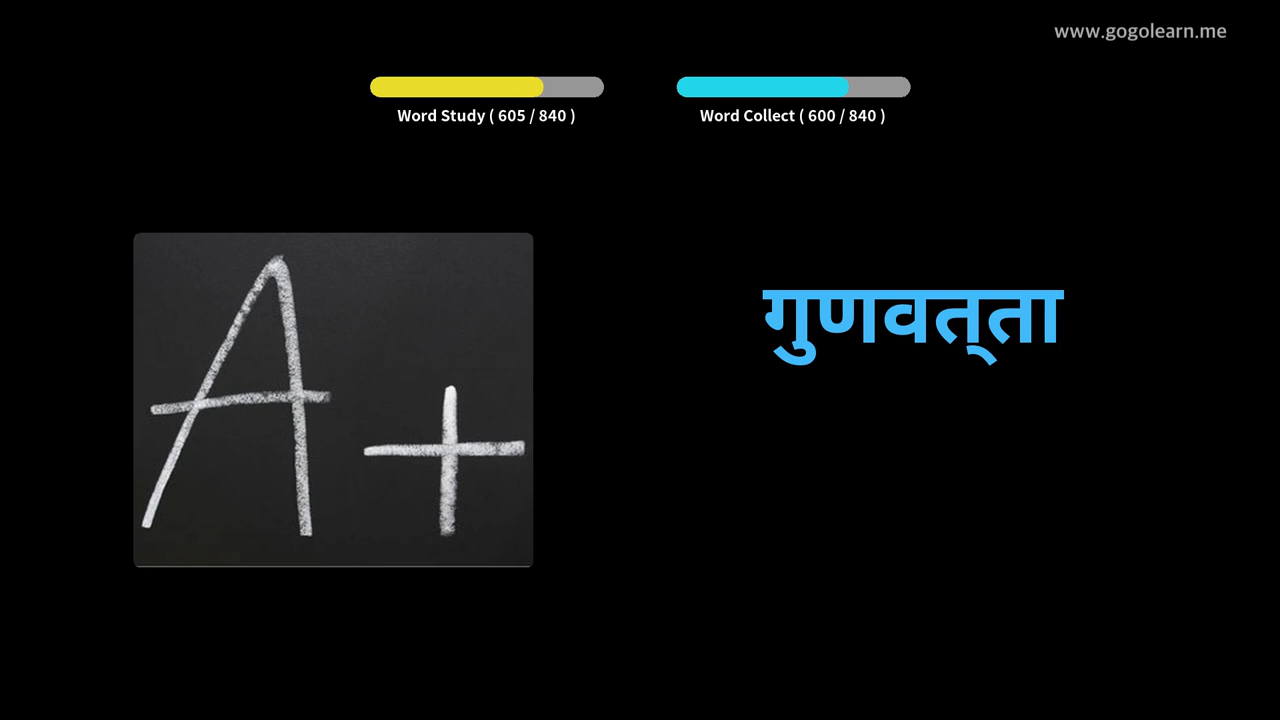 www.gogolearn.me
Word Study ( 605 / 840 )
Word Collect ( 600 / 840 )
A+
गुणवत्‌ता